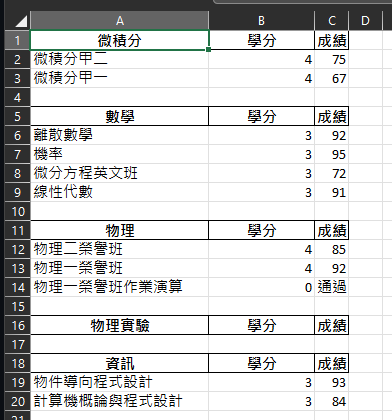 A B C D
1 微積分 學分 成績
2 微積分甲二 4 75
3 微積分甲一 4 67
4
5 數學 學分 成績
6 離散數學 3 92
7 機率 3 95
8 微分方程英文班 3 72
9 線性代數 3 91
10
11 物理 學分 成績
12 物理二榮譽班 4 85
13 物理一榮譽班 4 92
14 物理一榮譽班作業演算 0 通過
15
16 物理實驗 學分 成績
17
18 資訊 學分 成績
19 物件導向程式設計 3 93
20 計算機概論與程式設計 3 84